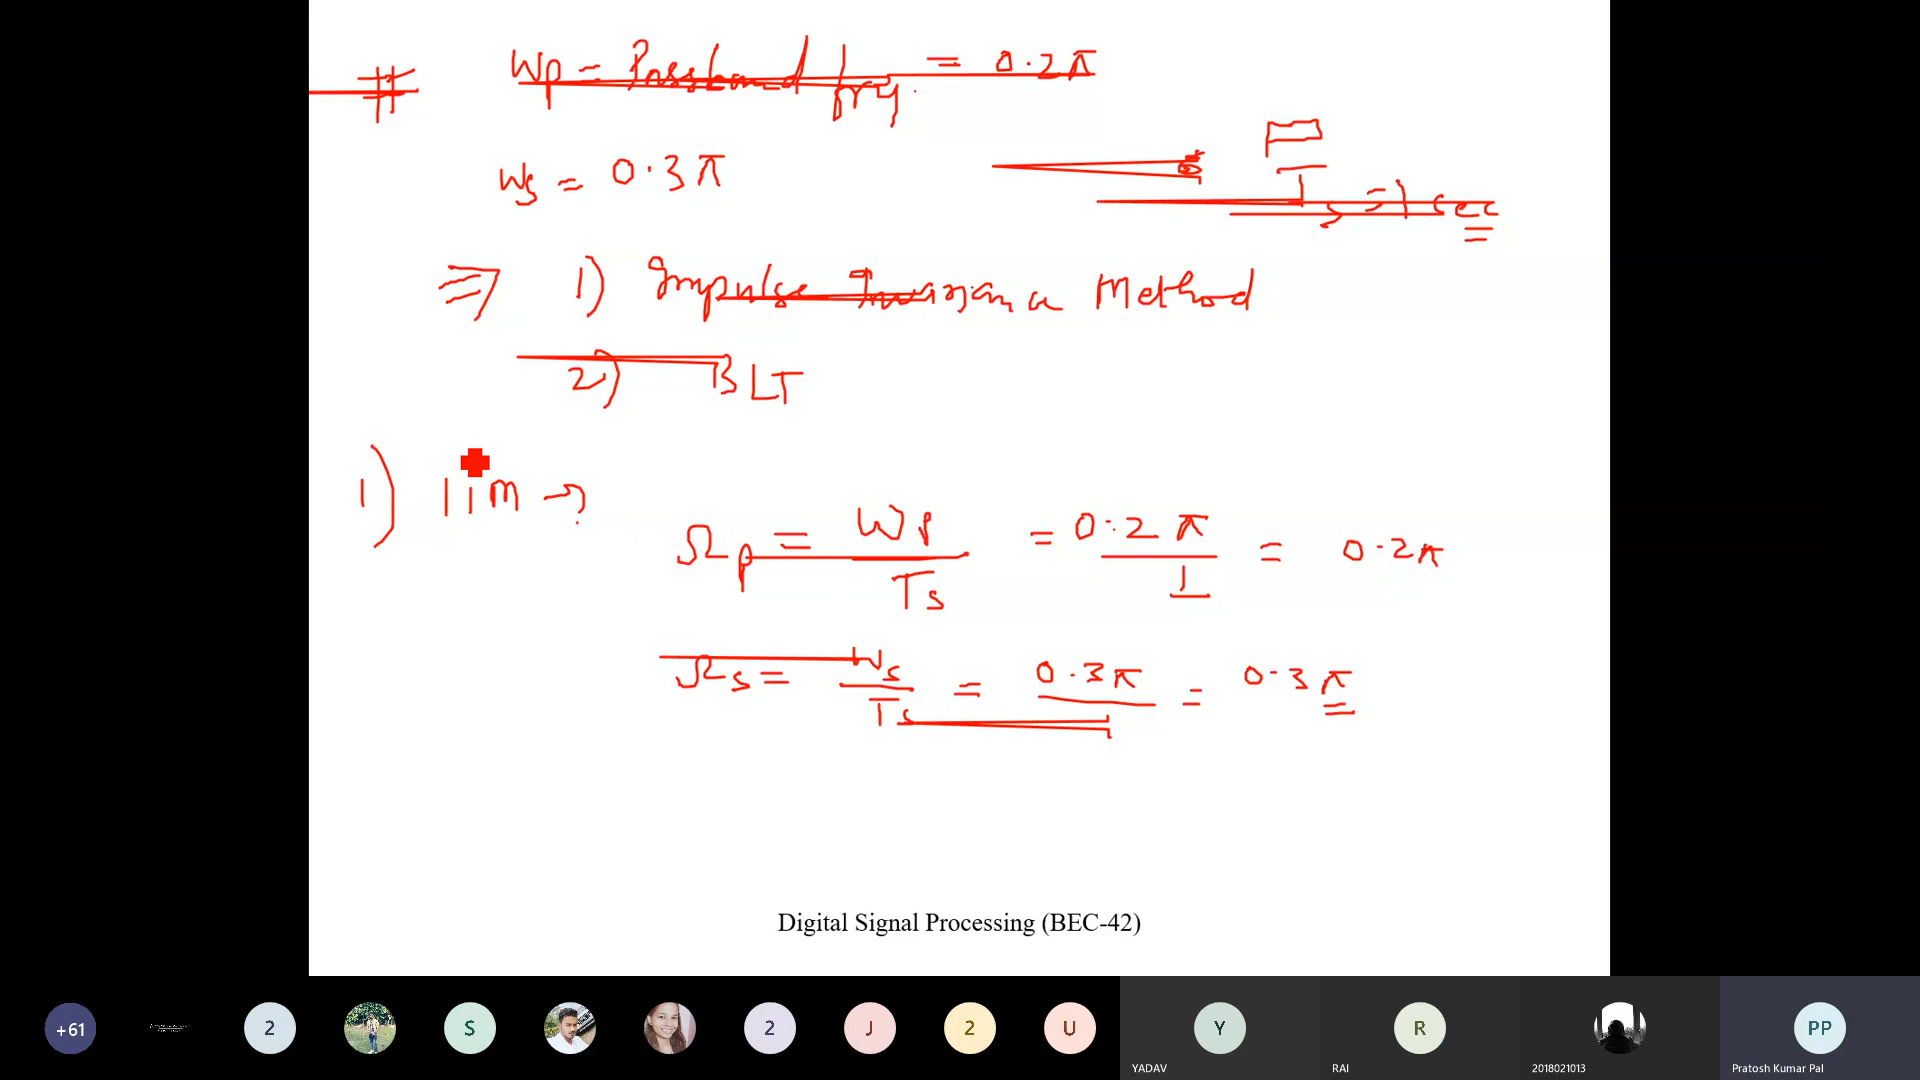 # Wp = Passband frq = 0.2π
Ws = 0.3π
Ts = 1 sec
⇒ 1) Impulse Invariance Method
2) BLT
1) IIM →
Ωp = Wp / Ts = 0.2π / 1 = 0.2π
Ωs = Ws / Ts = 0.3π / 1 = 0.3π
Digital Signal Processing (BEC-42)
+61 2 S 2 J 2 U Y R PP
YADAV RAI 2018021013 Pratosh Kumar Pal